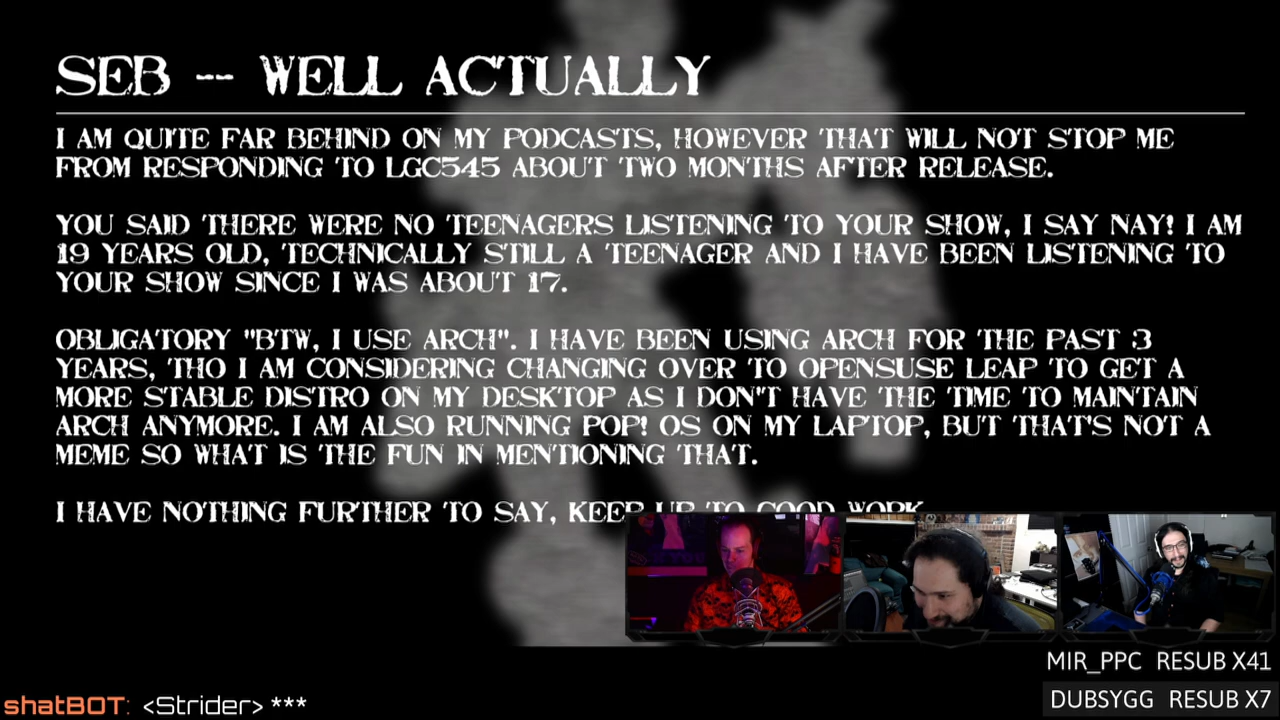 SEB -- WELL ACTUALLY
I AM QUITE FAR BEHIND ON MY PODCASTS, HOWEVER THAT WILL NOT STOP ME
FROM RESPONDING TO LGC545 ABOUT TWO MONTHS AFTER RELEASE.
YOU SAID THERE WERE NO TEENAGERS LISTENING TO YOUR SHOW, I SAY NAY! I AM
19 YEARS OLD, TECHNICALLY STILL A TEENAGER AND I HAVE BEEN LISTENING TO
YOUR SHOW SINCE I WAS ABOUT 17.
OBLIGATORY "BTW, I USE ARCH". I HAVE BEEN USING ARCH FOR THE PAST 3
YEARS, THO I AM CONSIDERING CHANGING OVER TO OPENSUSE LEAP TO GET A
MORE STABLE DISTRO ON MY DESKTOP AS I DON"T HAVE THE TIME TO MAINTAIN
ARCH ANYMORE. I AM ALSO RUNNING POP! OS ON MY LAPTOP, BUT THAT'S NOT A
MEME SO WHAT IS THE FUN IN MENTIONING THAT.
I HAVE NOTHING FURTHER TO SAY, KEEP UP TO GOOD WORK
MIR_PPC RESUB X41
DUBSYGG RESUB X7
shatBOT: <Strider> ***